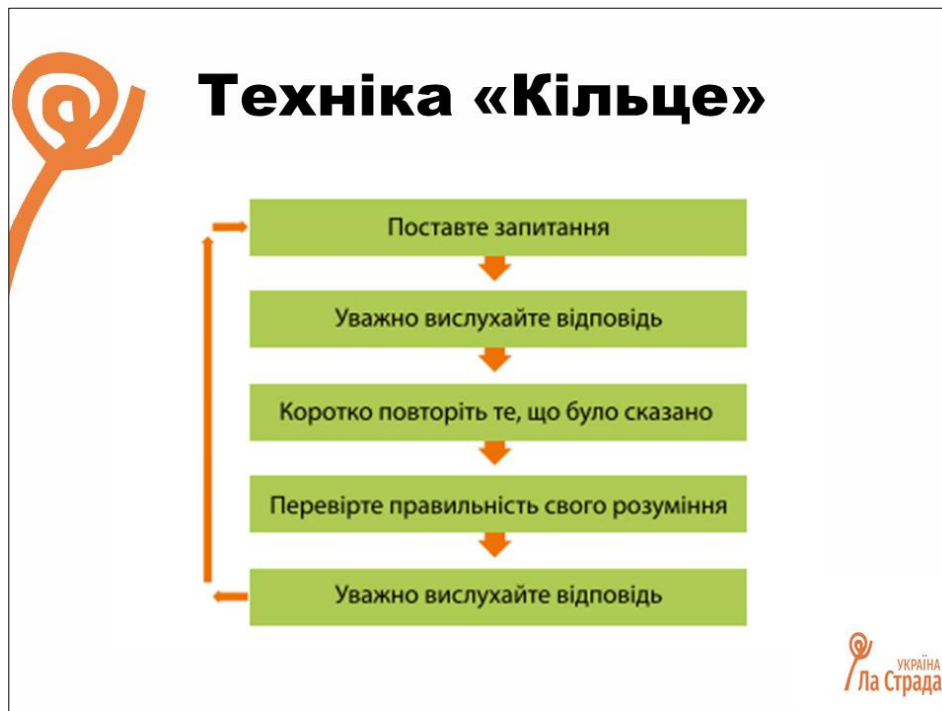 Техніка «Кільце»
Поставте запитання
Уважно вислухайте відповідь
Коротко повторіть те, що було сказано
Перевірте правильність свого розуміння
Уважно вислухайте відповідь
УКРАЇНА
Ла Страда